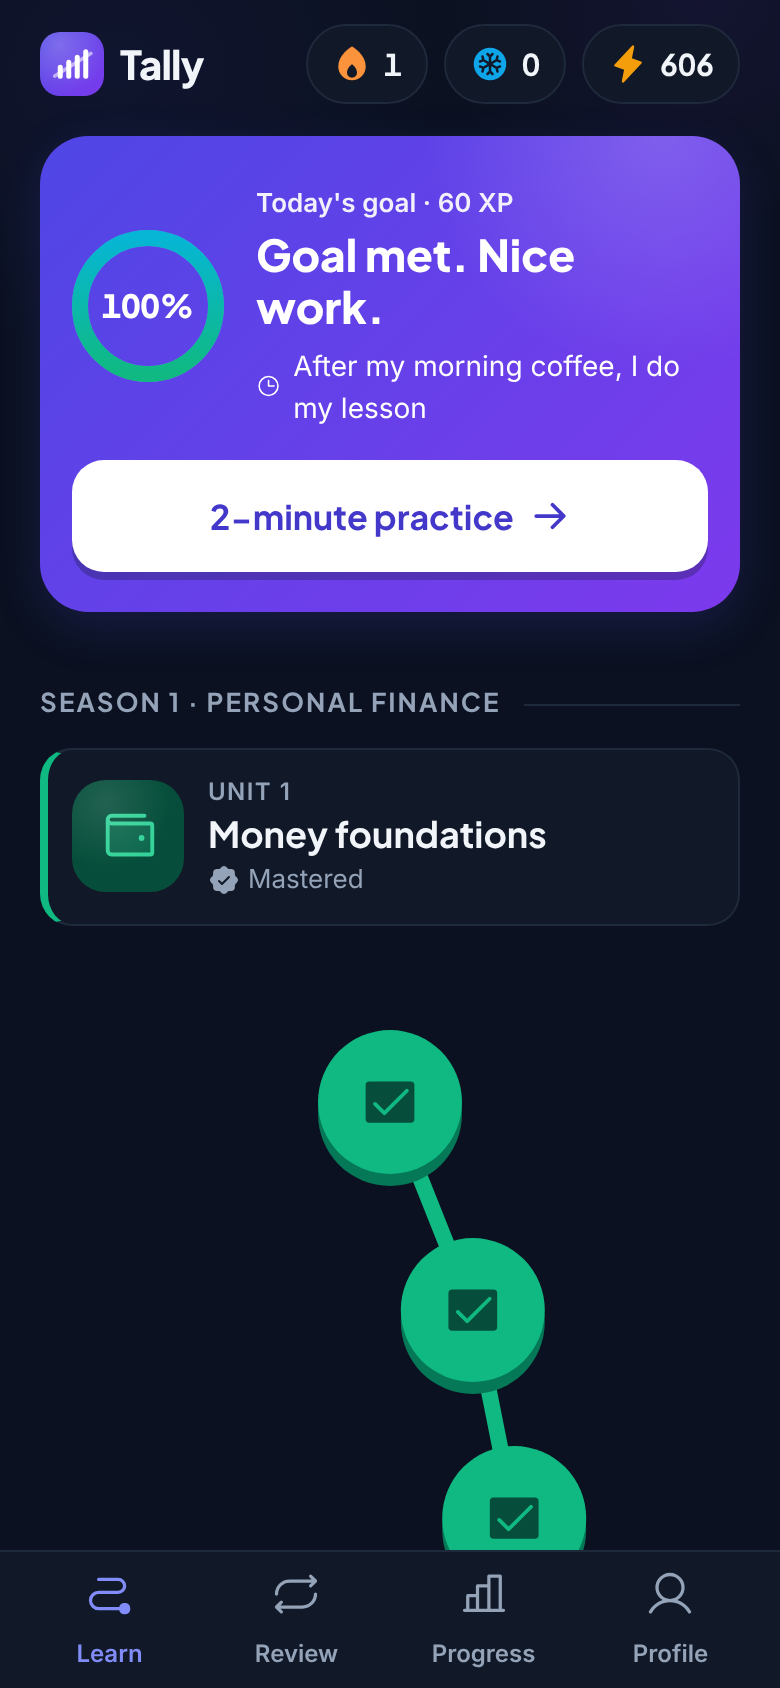 Tally
1
0
606
Today's goal · 60 XP
Goal met. Nice
work.
100%
After my morning coffee, I do
my lesson
2-minute practice
SEASON 1 · PERSONAL FINANCE
UNIT 1
Money foundations
Mastered
Learn
Review
Progress
Profile